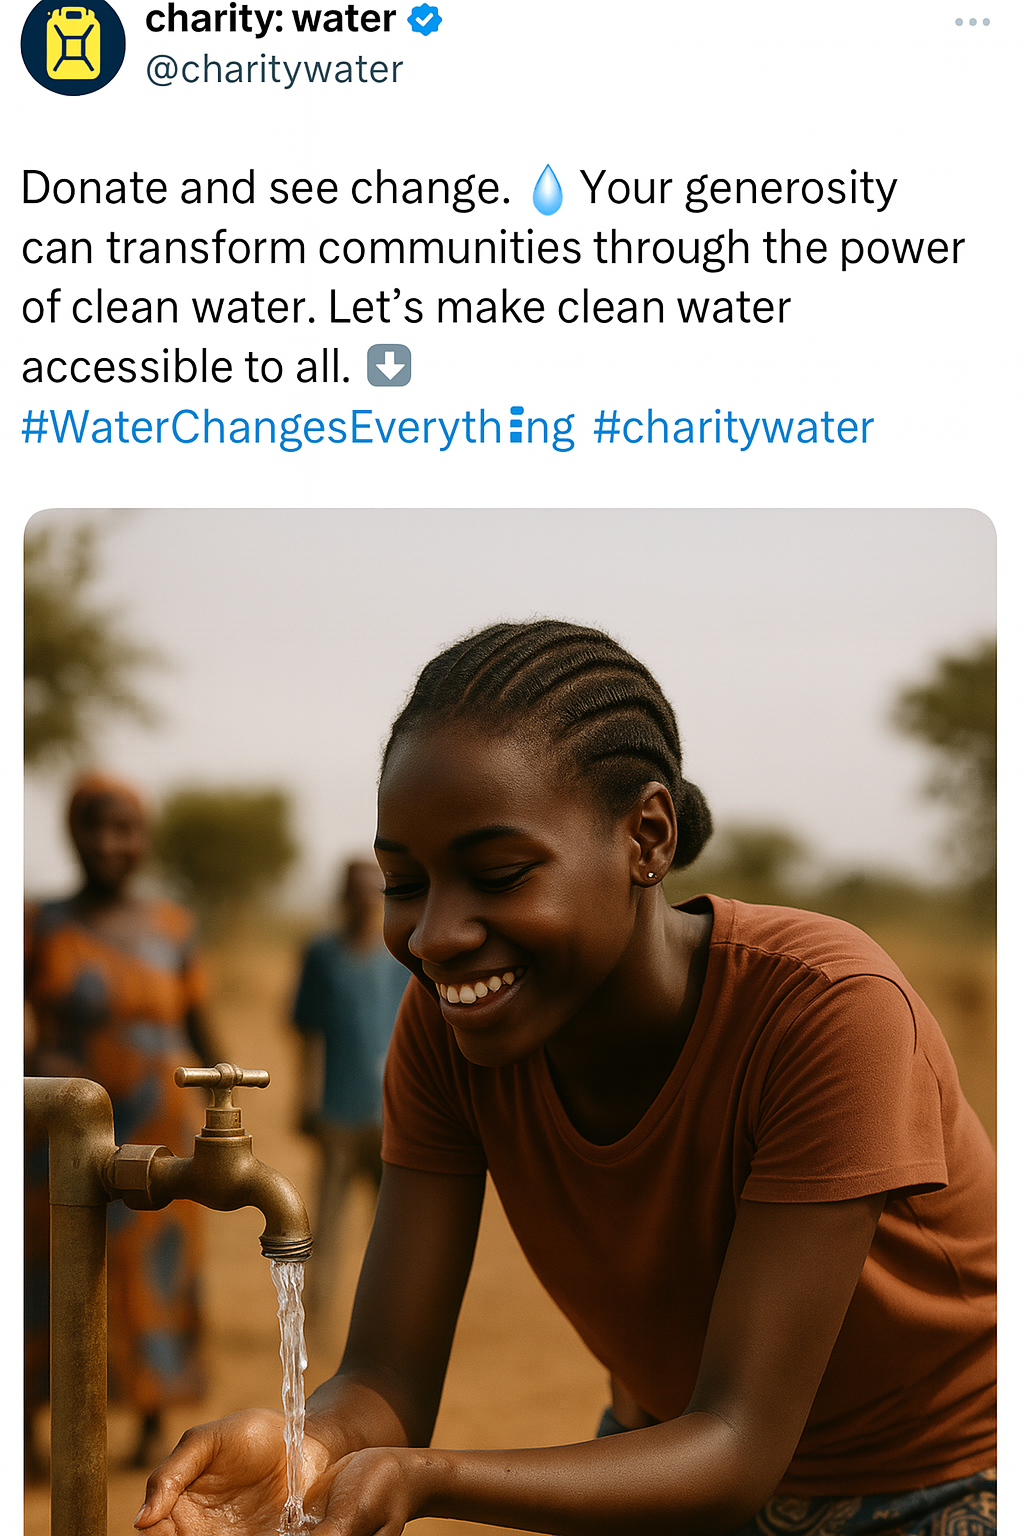 charity: water
@charitywater
Donate and see change. 💧 Your generosity
can transform communities through the power
of clean water. Let’s make clean water
accessible to all. ⬇️
#WaterChangesEverything #charitywater